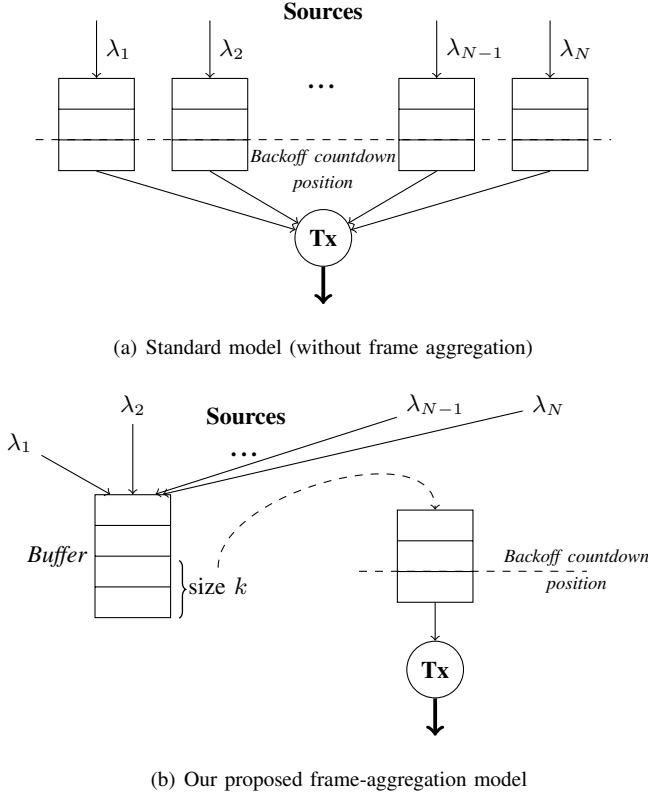 Sources
λ1
λ2
...
λN−1
λN
Backoff countdown
position
Tx
(a) Standard model (without frame aggregation)
λ1
λ2
Sources
...
λN−1
λN
Buffer
size k
Backoff countdown
position
Tx
(b) Our proposed frame-aggregation model